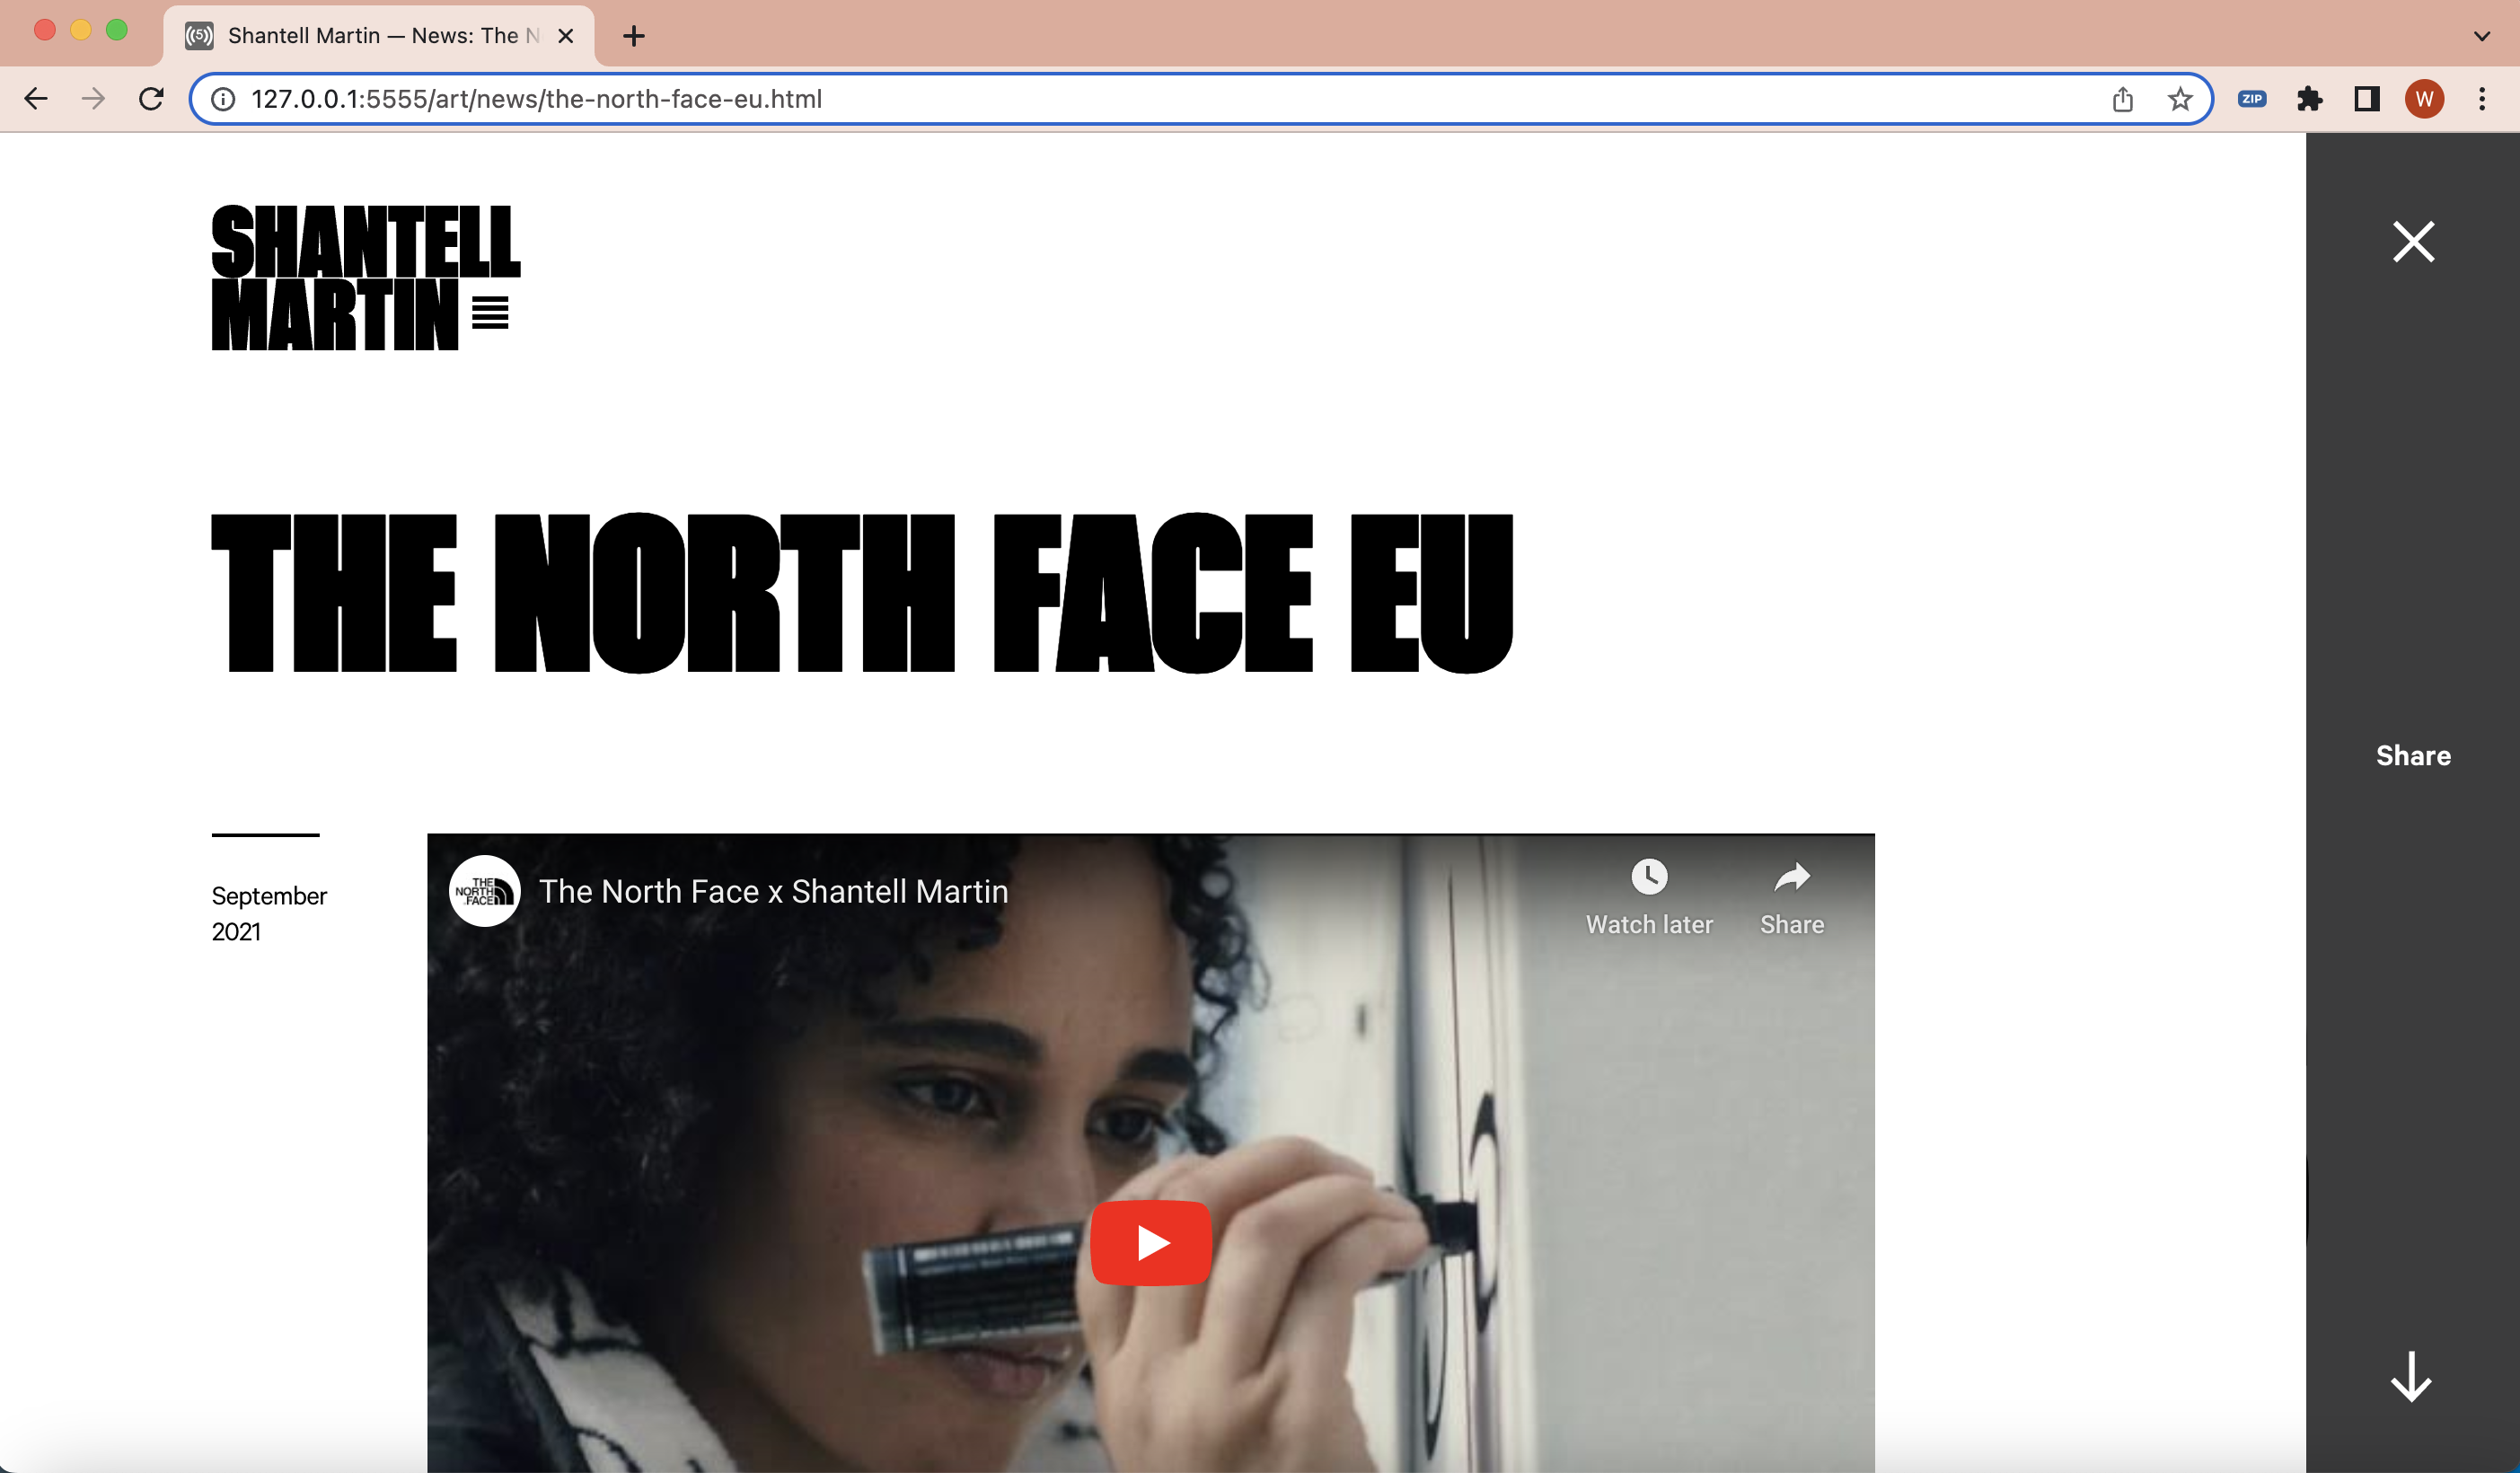 Shantell Martin — News: The N
127.0.0.1:5555/art/news/the-north-face-eu.html
ZIP
W
SHANTELL
MARTIN
THE NORTH FACE EU
Share
September
2021
THE
NORTH
FACE
The North Face x Shantell Martin
Watch later
Share